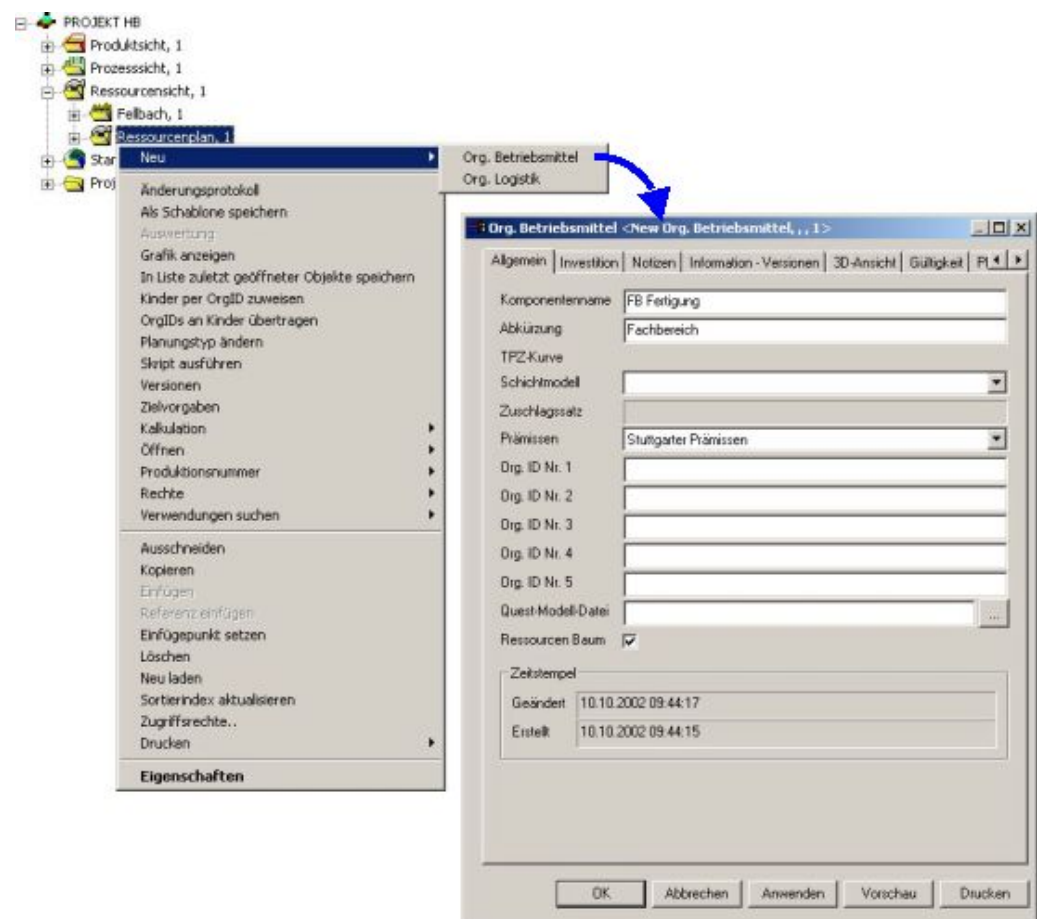 PROJEKT HB
Produktsicht, 1
Prozesssicht, 1
Ressourcensicht, 1
Fellbach, 1
Ressourcenplan, 1
Star
Proj
Neu
Org. Betriebsmittel
Org. Logistik
Änderungsprotokoll
Als Schablone speichern
Auswertung
Grafik anzeigen
In Liste zuletzt geöffneter Objekte speichern
Kinder per OrgID zuweisen
OrgIDs an Kinder übertragen
Planungstyp ändern
Skript ausführen
Versionen
Zielvorgaben
Kalkulation
Öffnen
Produktionsnummer
Rechte
Verwendungen suchen
Ausschneiden
Kopieren
Einfügen
Referenz einfügen
Einfügepunkt setzen
Löschen
Neu laden
Sortierindex aktualisieren
Zugriffsrechte..
Drucken
Eigenschaften
Org. Betriebsmittel <New Org. Betriebsmittel, , , 1>
Allgemein Investition Notizen Information - Versionen 3D-Ansicht Gültigkeit Pl
Komponentenname FB Fertigung
Abkürzung Fachbereich
TPZ-Kurve
Schichtmodell
Zuschlagssatz
Prämissen Stuttgarter Prämissen
Org. ID Nr. 1
Org. ID Nr. 2
Org. ID Nr. 3
Org. ID Nr. 4
Org. ID Nr. 5
Quest-Modell-Datei ...
Ressourcen Baum
Zeitstempel
Geändert 10.10.2002 09:44:17
Erstellt 10.10.2002 09:44:15
OK Abbrechen Anwenden Vorschau Drucken